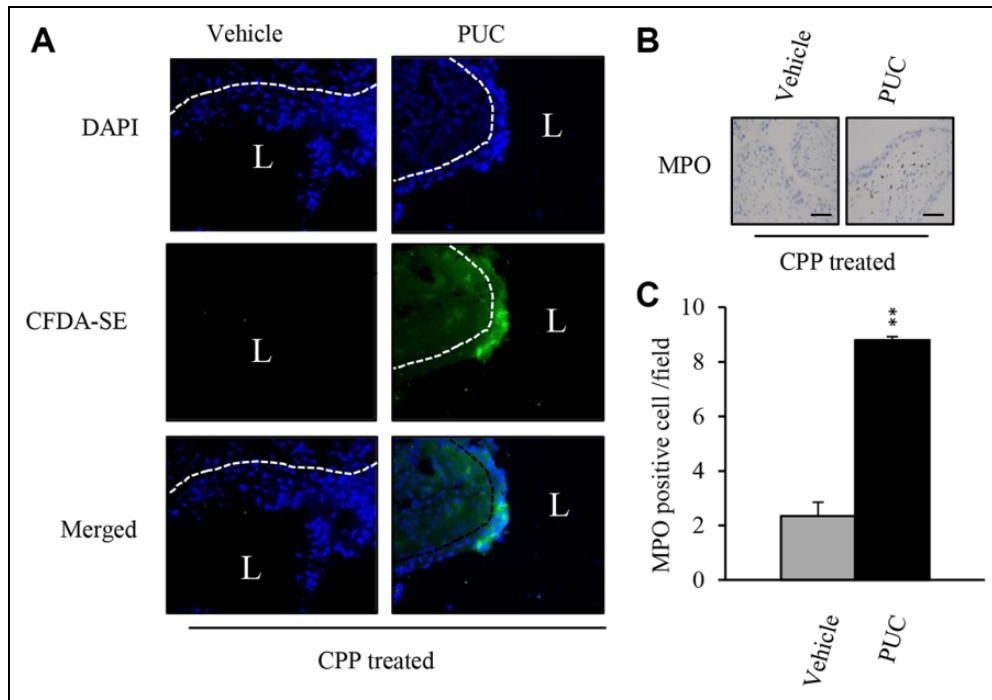 A
Vehicle
PUC
DAPI
L
L
CFDA-SE
L
L
Merged
L
L
CPP treated
B
Vehicle
PUC
MPO
CPP treated
C
MPO positive cell /field
10
8
6
4
2
0
**
Vehicle
PUC